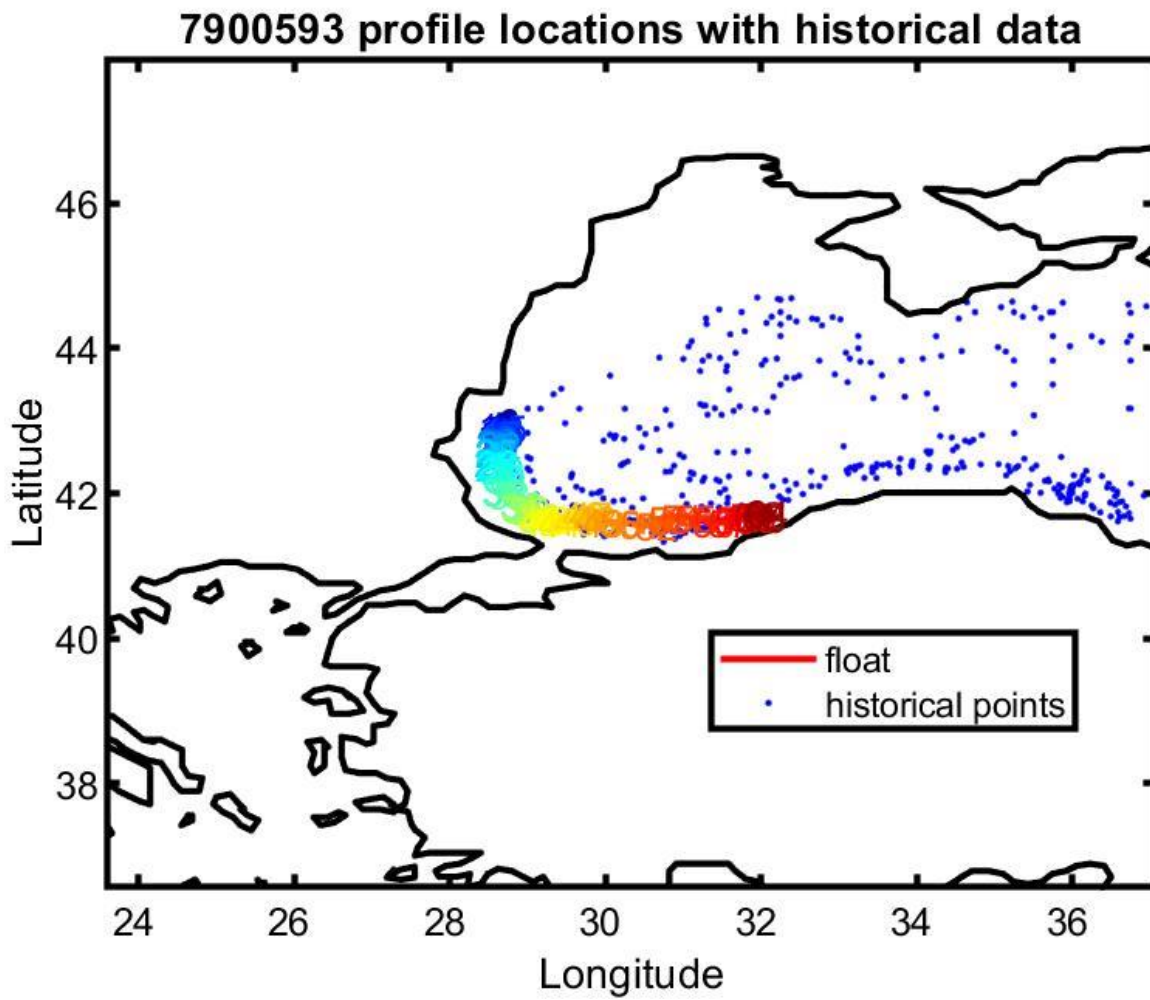 7900593 profile locations with historical data
Latitude
46
44
42
40
38
float
historical points
24 26 28 30 32 34 36
Longitude